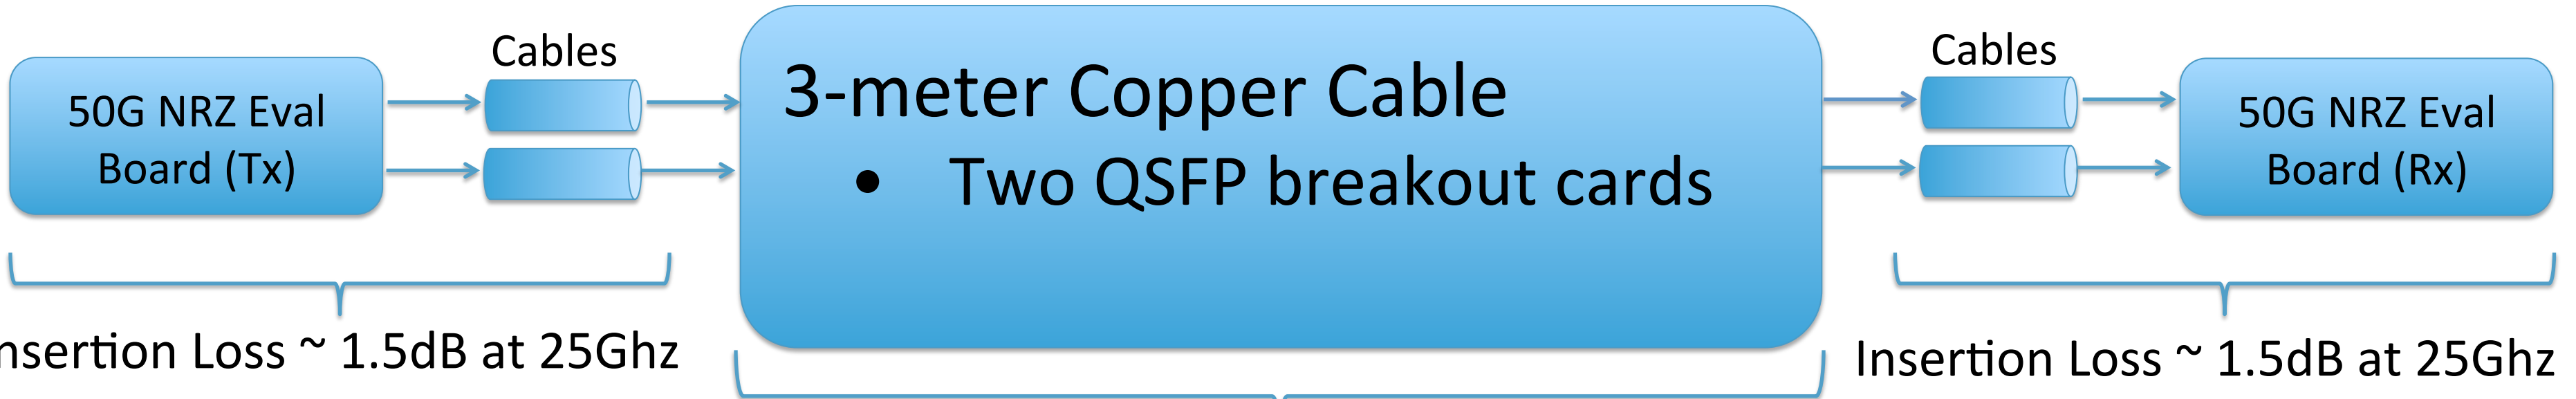 Cables
50G NRZ Eval
Board (Tx)
3-meter Copper Cable
• Two QSFP breakout cards
Cables
50G NRZ Eval
Board (Rx)
nsertion Loss ~ 1.5dB at 25Ghz
Insertion Loss ~ 1.5dB at 25Ghz